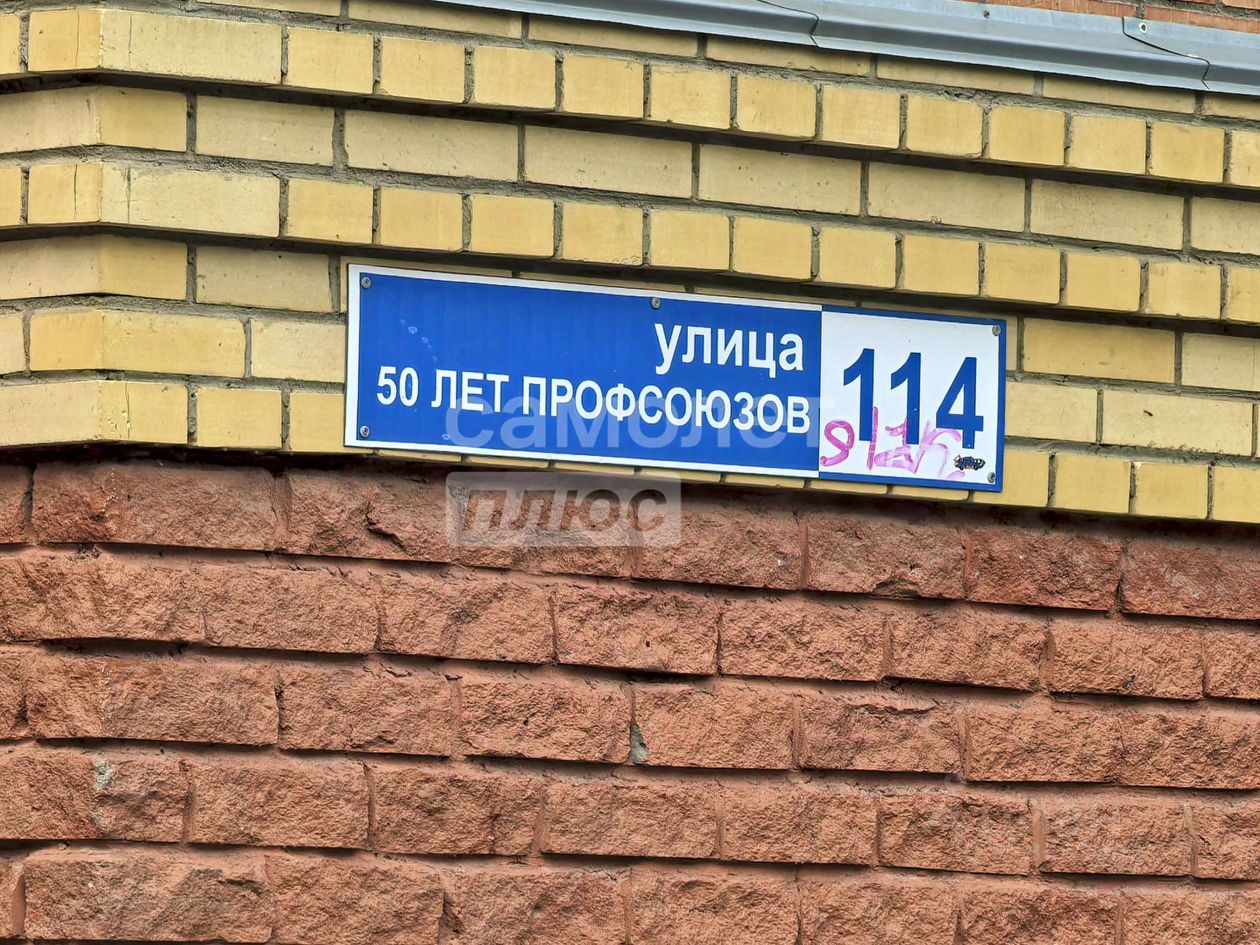 улица
50 ЛЕТ ПРОФСОЮЗОВ
114
самолет
плюс